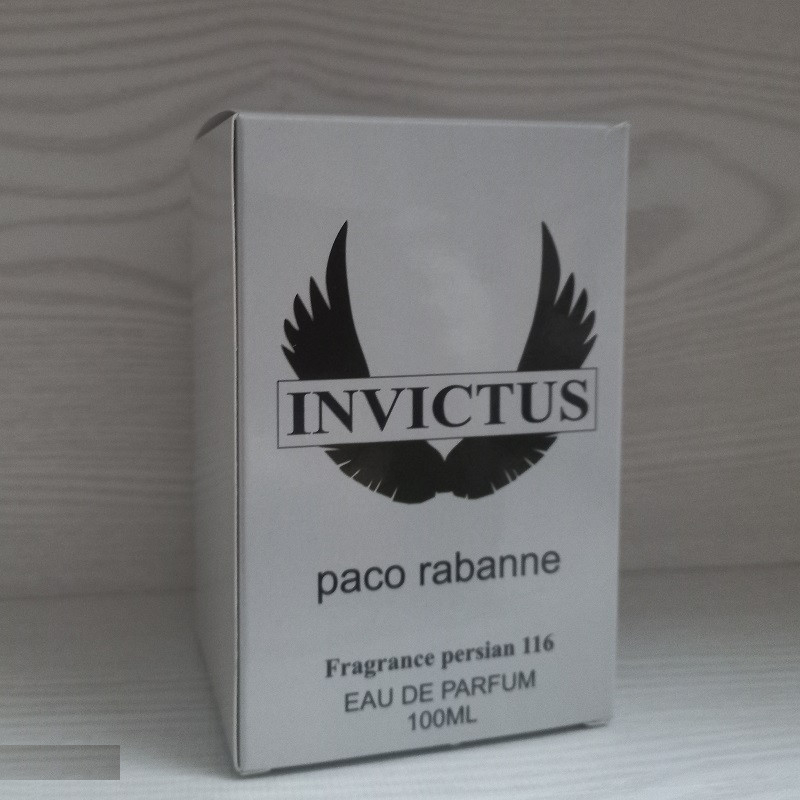 INVICTUS
paco rabanne
Fragrance persian 116
EAU DE PARFUM
100ML